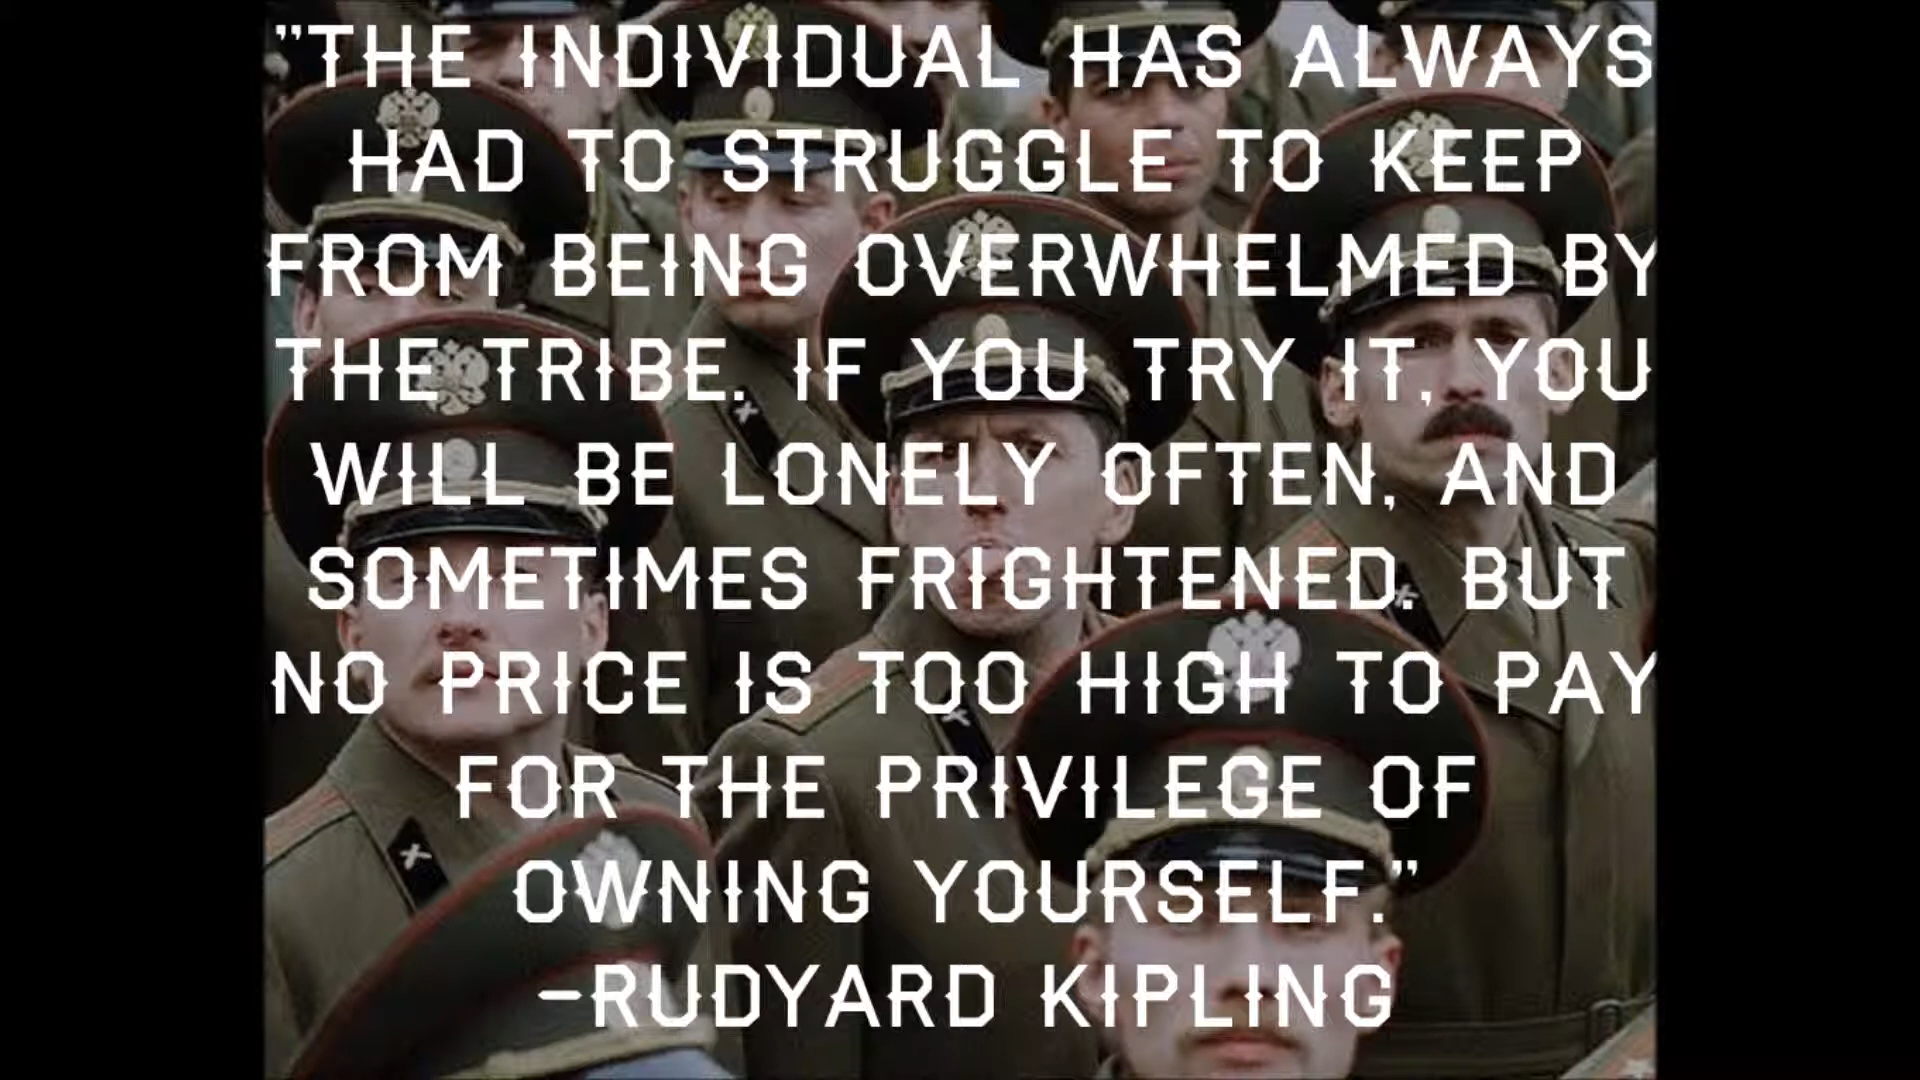 "THE INDIVIDUAL HAS ALWAYS
HAD TO STRUGGLE TO KEEP
FROM BEING OVERWHELMED BY
THE TRIBE. IF YOU TRY IT, YOU
WILL BE LONELY OFTEN, AND
SOMETIMES FRIGHTENED. BUT
NO PRICE IS TOO HIGH TO PAY
FOR THE PRIVILEGE OF
OWNING YOURSELF."
-RUDYARD KIPLING